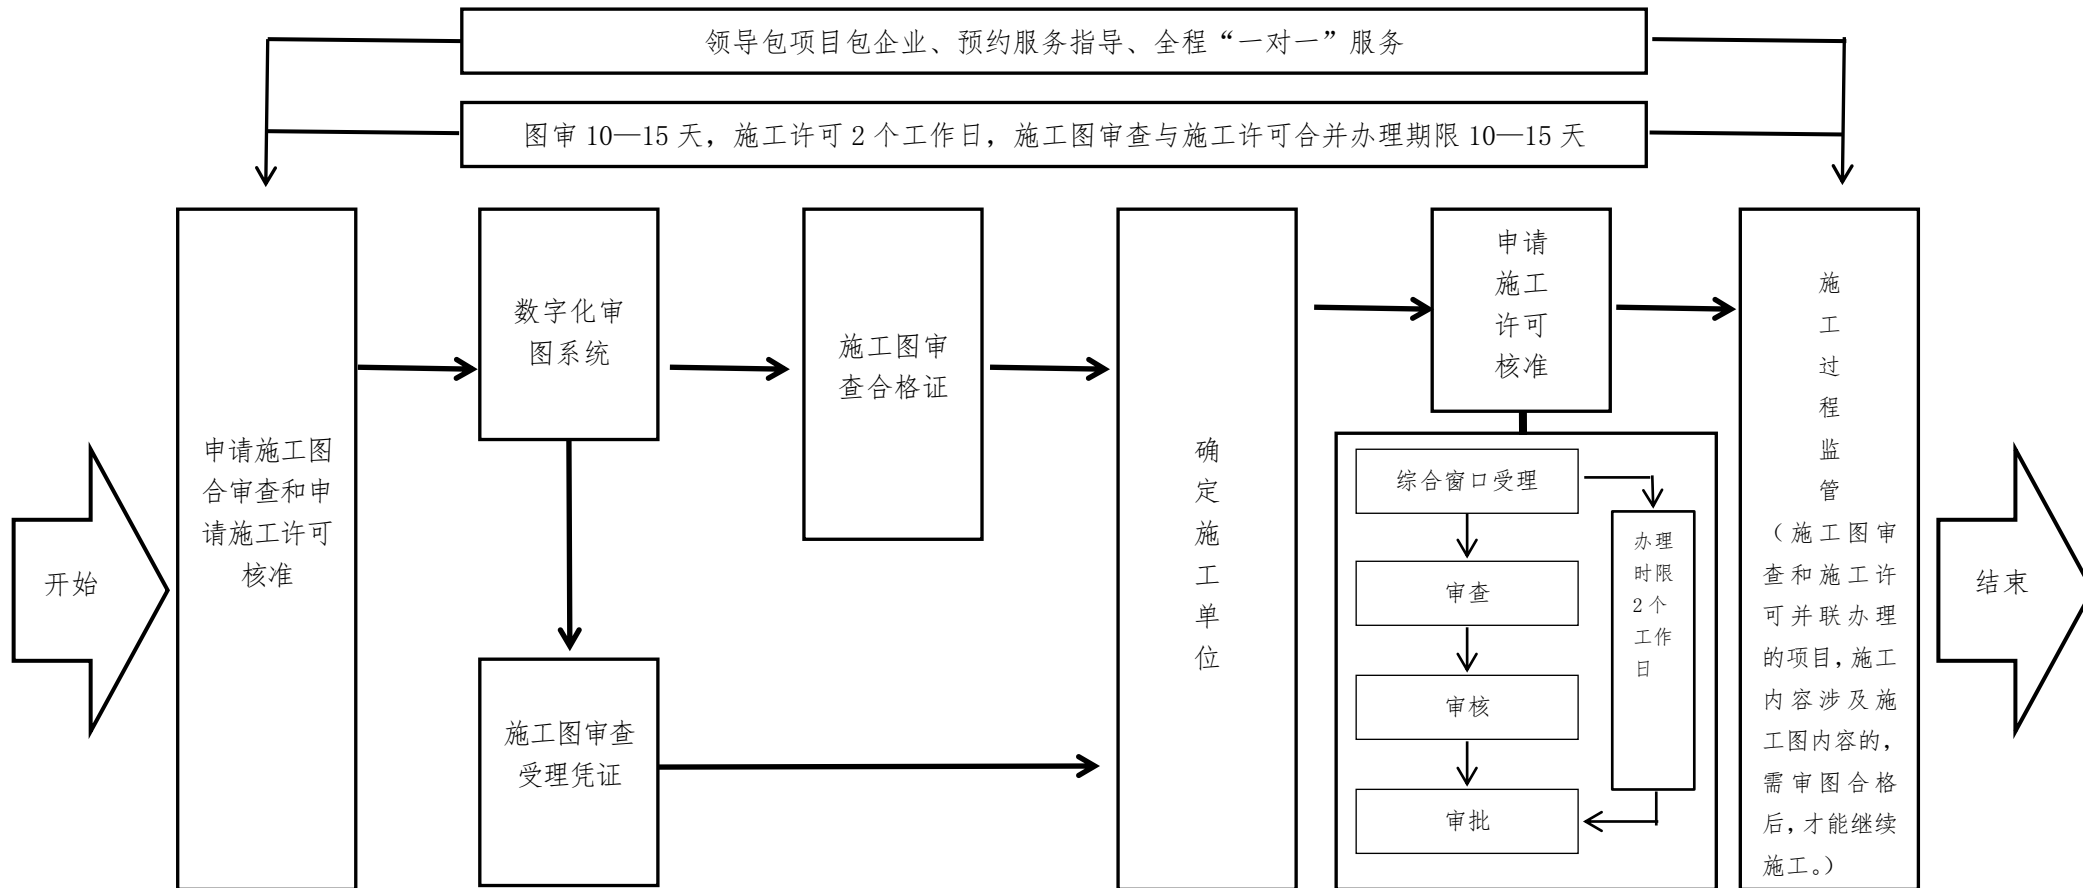 领导包项目包企业、预约服务指导、全程“一对一”服务
图审 10—15 天，施工许可 2 个工作日，施工图审查与施工许可合并办理期限 10—15 天
开始
申请施工图
合审查和申
请施工许可
核准
数字化审
图系统
施工图审查
受理凭证
施工图审
查合格证
确
定
施
工
单
位
申请
施工
许可
核准
综合窗口受理
审查
审核
审批
办理
时限
2 个
工作
日
施
工
过
程
监
管
（施工图审
查和施工许
可并联办理
的项目，施工
内容涉及施
工图内容的，
需审图合格
后，才能继续
施工。）
结束